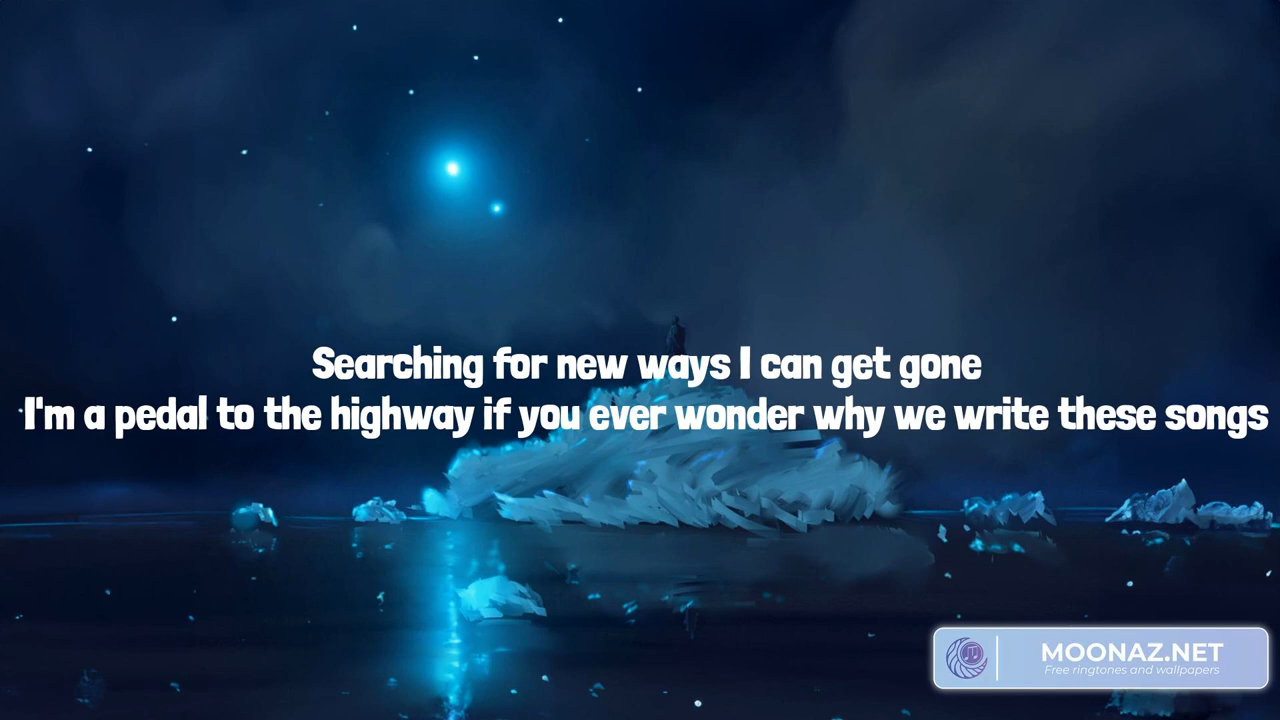 Searching for new ways I can get gone
I'm a pedal to the highway if you ever wonder why we write these songs
MOONAZ.NET
Free ringtones and wallpapers